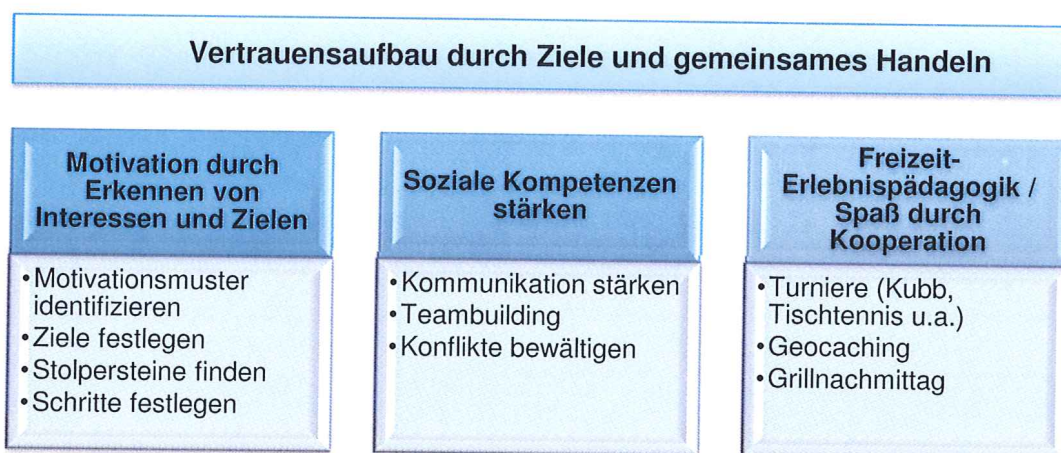 Vertrauensaufbau durch Ziele und gemeinsames Handeln
Motivation durch
Erkennen von
Interessen und Zielen
• Motivationsmuster
identifizieren
• Ziele festlegen
• Stolpersteine finden
• Schritte festlegen
Soziale Kompetenzen
stärken
• Kommunikation stärken
• Teambuilding
• Konflikte bewältigen
Freizeit-
Erlebnispädagogik /
Spaß durch
Kooperation
• Turniere (Kubb,
Tischtennis u.a.)
• Geocaching
• Grillnachmittag